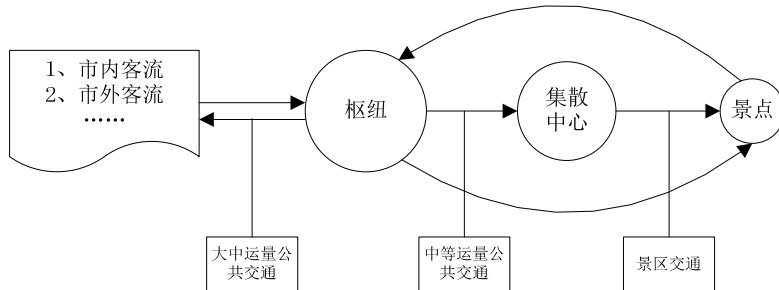 1、市内客流
2、市外客流
……
枢纽
集散
中心
景点
大中运量公
共交通
中等运量公
共交通
景区交通